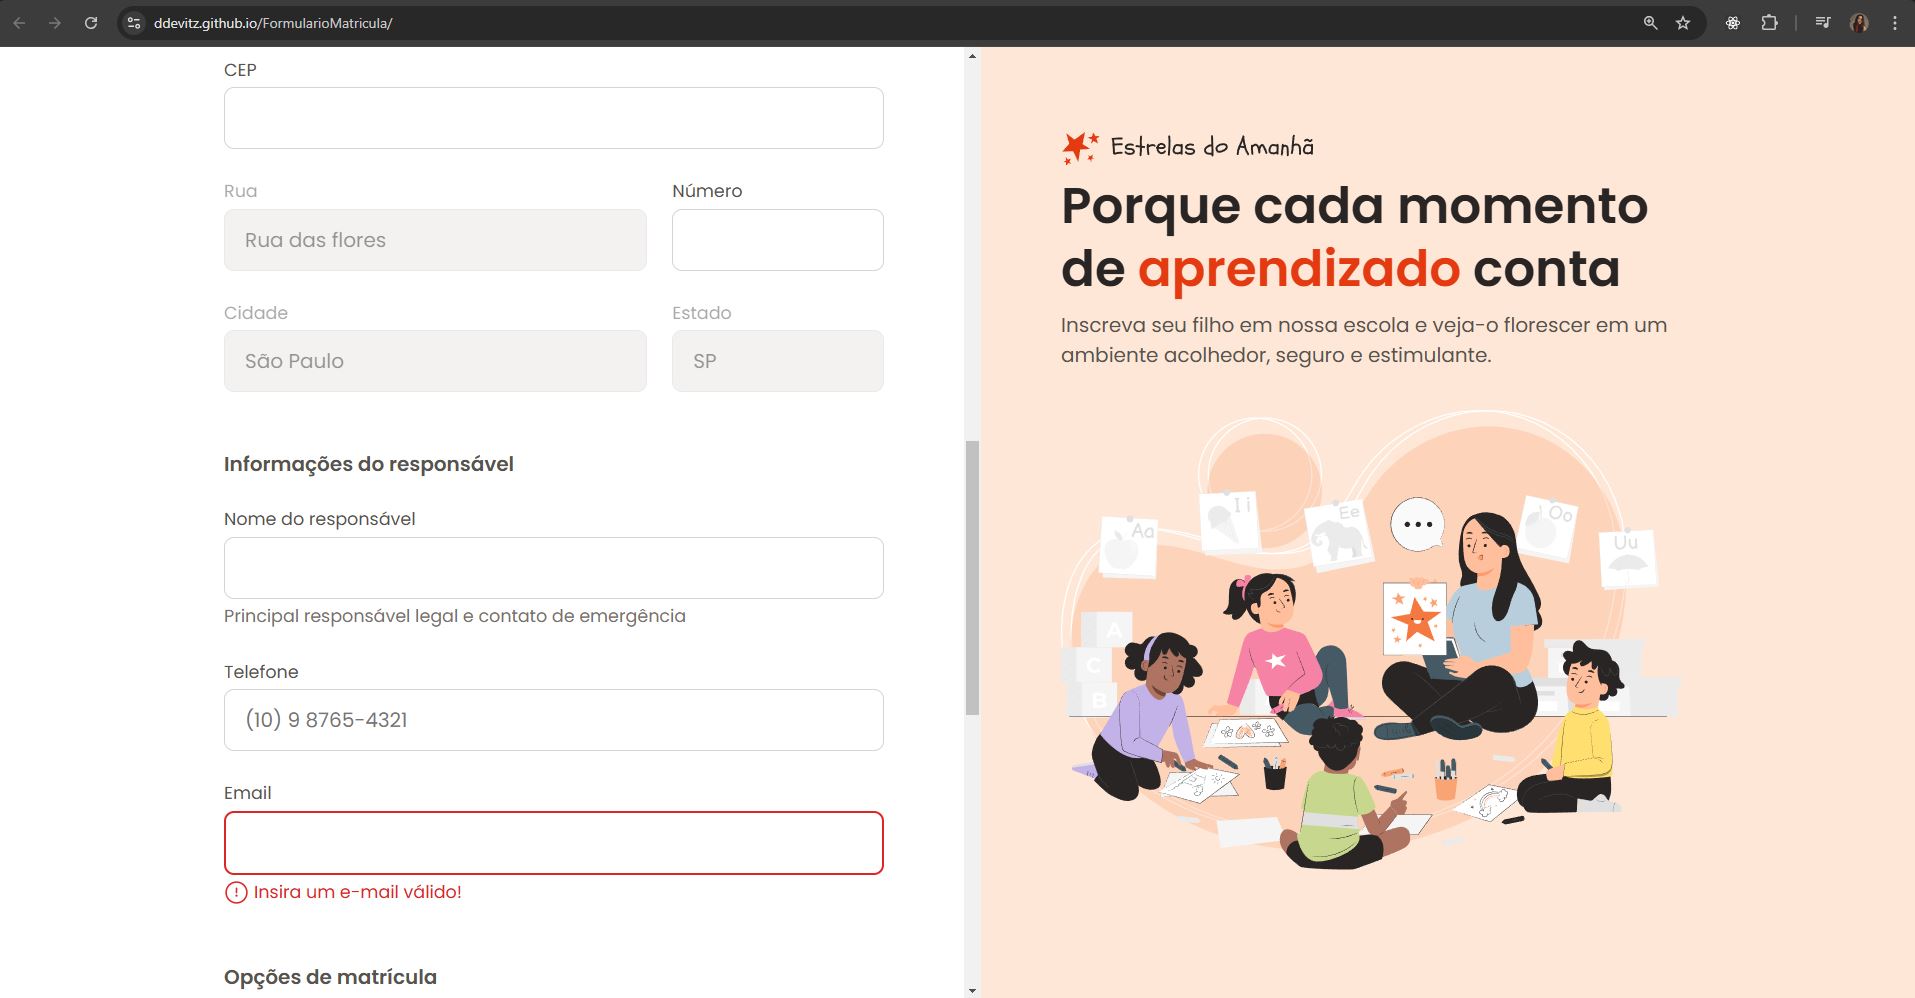 ddevitz.github.io/FormularioMatricula/
CEP
Rua
Número
Rua das flores
Cidade
Estado
São Paulo
SP
Informações do responsável
Nome do responsável
Principal responsável legal e contato de emergência
Telefone
(10) 9 8765-4321
Email
Insira um e-mail válido!
Opções de matrícula
Estrelas do Amanhã
Porque cada momento
de aprendizado conta
Inscreva seu filho em nossa escola e veja-o florescer em um
ambiente acolhedor, seguro e estimulante.
Aa
I i
Ee
Oo
Uu
A
C
B